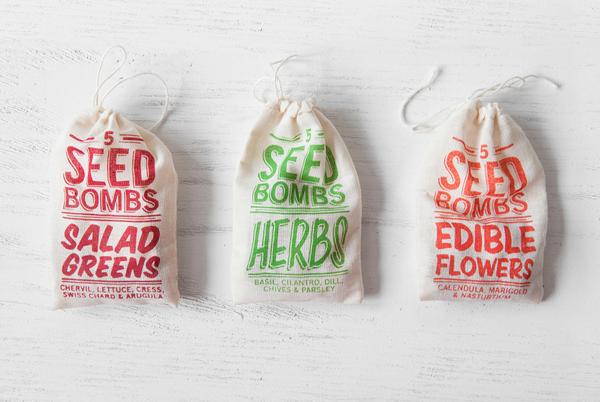 5
SEED
BOMBS
SALAD
GREENS
CHERVIL, LETTUCE, CRESS,
SWISS CHARD & ARUGULA
5
SEED
BOMBS
HERBS
BASIL, CILANTRO, DILL,
CHIVES & PARSLEY
5
SEED
BOMBS
EDIBLE
FLOWERS
CALENDULA, MARIGOLD
& NASTURTIUM